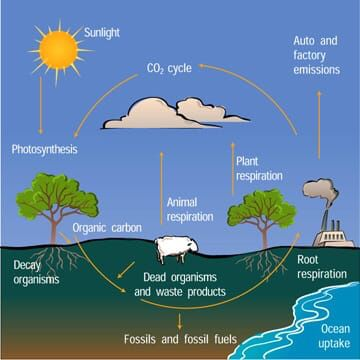 Sunlight
Auto and
factory
emissions
CO₂ cycle
Photosynthesis
Plant
respiration
Animal
respiration
Organic carbon
Decay
organisms
Dead organisms
and waste products
Root
respiration
Fossils and fossil fuels
Ocean
uptake